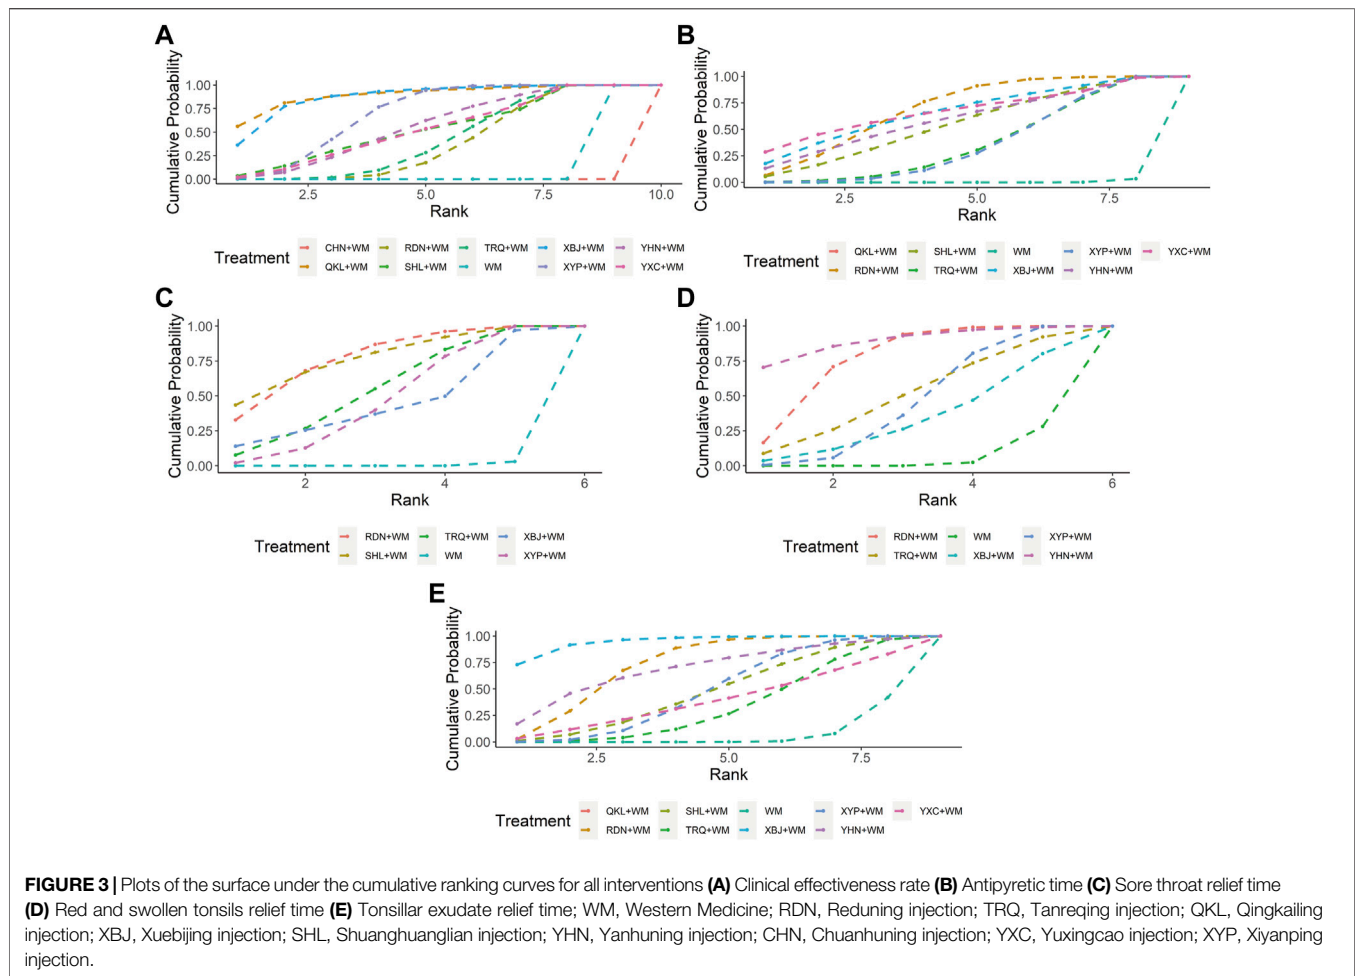 A
Cumulative Probability
1.00
0.75
0.50
0.25
0.00
2.5 5.0 7.5 10.0
Rank
Treatment
CHN+WM RDN+WM TRQ+WM XBJ+WM YHN+WM
QKL+WM SHL+WM WM XYP+WM YXC+WM
B
Cumulative Probability
1.00
0.75
0.50
0.25
0.00
2.5 5.0 7.5
Rank
Treatment
QKL+WM SHL+WM WM XYP+WM YXC+WM
RDN+WM TRQ+WM XBJ+WM YHN+WM
C
Cumulative Probability
1.00
0.75
0.50
0.25
0.00
2 4 6
Rank
Treatment
RDN+WM TRQ+WM XBJ+WM
SHL+WM WM XYP+WM
D
Cumulative Probability
1.00
0.75
0.50
0.25
0.00
2 4 6
Rank
Treatment
RDN+WM WM XYP+WM
TRQ+WM XBJ+WM YHN+WM
E
Cumulative Probability
1.00
0.75
0.50
0.25
0.00
2.5 5.0 7.5
Rank
Treatment
QKL+WM SHL+WM WM XYP+WM YXC+WM
RDN+WM TRQ+WM XBJ+WM YHN+WM
FIGURE 3 | Plots of the surface under the cumulative ranking curves for all interventions (A) Clinical effectiveness rate (B) Antipyretic time (C) Sore throat relief time
(D) Red and swollen tonsils relief time (E) Tonsillar exudate relief time; WM, Western Medicine; RDN, Reduning injection; TRQ, Tanreqing injection; QKL, Qingkailing
injection; XBJ, Xuebijing injection; SHL, Shuanghuanglian injection; YHN, Yanhuning injection; CHN, Chuanhuning injection; YXC, Yuxingcao injection; XYP, Xiyanping
injection.